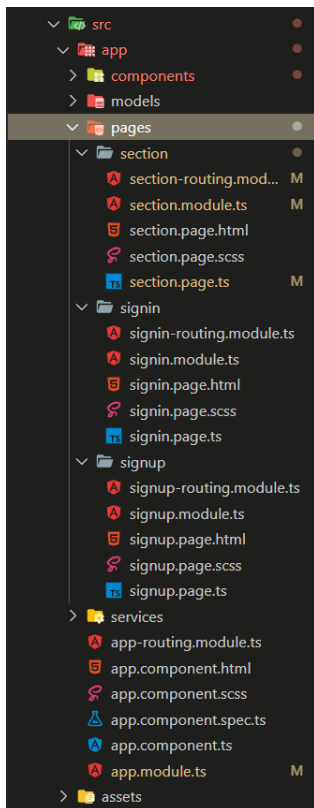 src
app
components
models
pages
section
section-routing.mod... M
section.module.ts M
section.page.html
section.page.scss
TS section.page.ts M
signin
signin-routing.module.ts
signin.module.ts
signin.page.html
signin.page.scss
TS signin.page.ts
signup
signup-routing.module.ts
signup.module.ts
signup.page.html
signup.page.scss
TS signup.page.ts
services
app-routing.module.ts
app.component.html
app.component.scss
app.component.spec.ts
app.component.ts
app.module.ts M
assets